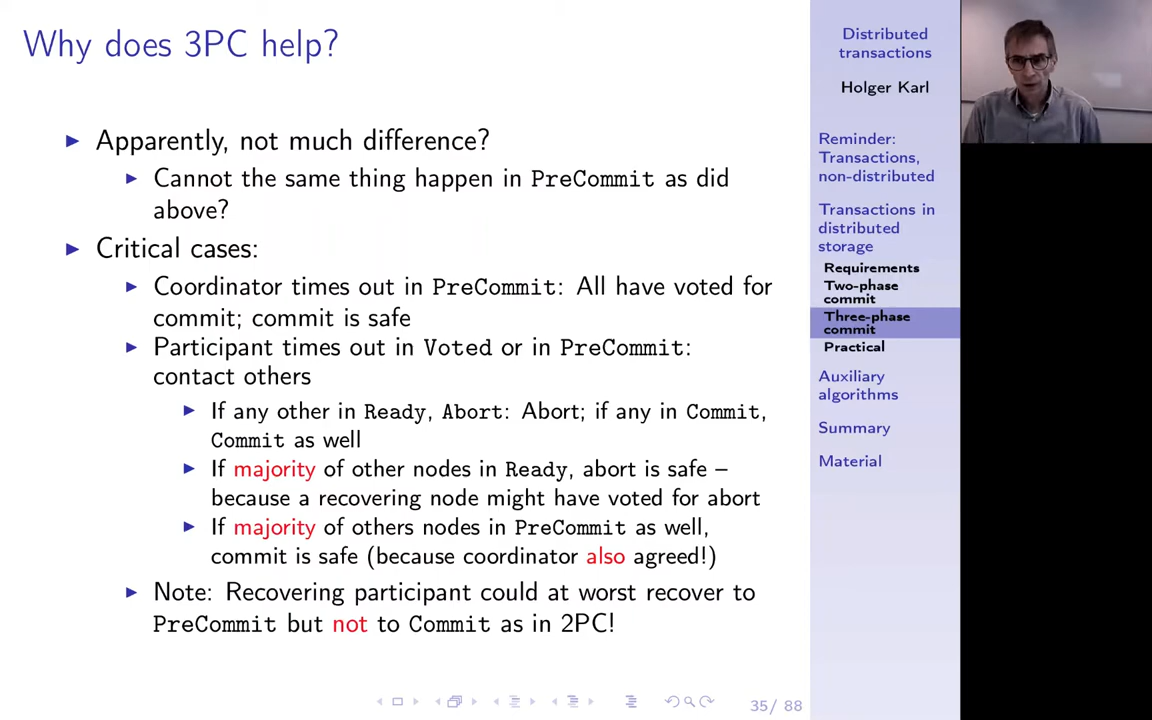 Why does 3PC help?
Apparently, not much difference?
Cannot the same thing happen in PreCommit as did
above?
Critical cases:
Coordinator times out in PreCommit: All have voted for
commit; commit is safe
Participant times out in Voted or in PreCommit:
contact others
If any other in Ready, Abort: Abort; if any in Commit,
Commit as well
If majority of other nodes in Ready, abort is safe –
because a recovering node might have voted for abort
If majority of others nodes in PreCommit as well,
commit is safe (because coordinator also agreed!)
Note: Recovering participant could at worst recover to
PreCommit but not to Commit as in 2PC!
35/ 88
Distributed
transactions
Holger Karl
Reminder:
Transactions,
non-distributed
Transactions in
distributed
storage
Requirements
Two-phase
commit
Three-phase
commit
Practical
Auxiliary
algorithms
Summary
Material